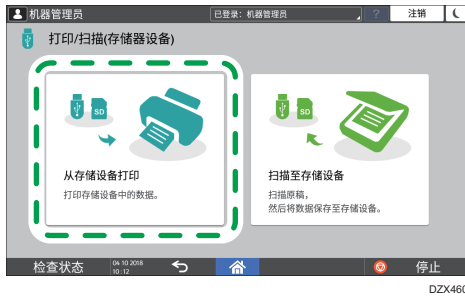 机器管理员
已登录：机器管理员
?
注销
打印/扫描(存储器设备)
SD
SD
从存储设备打印
打印存储设备中的数据。
扫描至存储设备
扫描原稿，
然后将数据保存至存储设备。
检查状态
04 10 2018
10:12
停止
DZX460